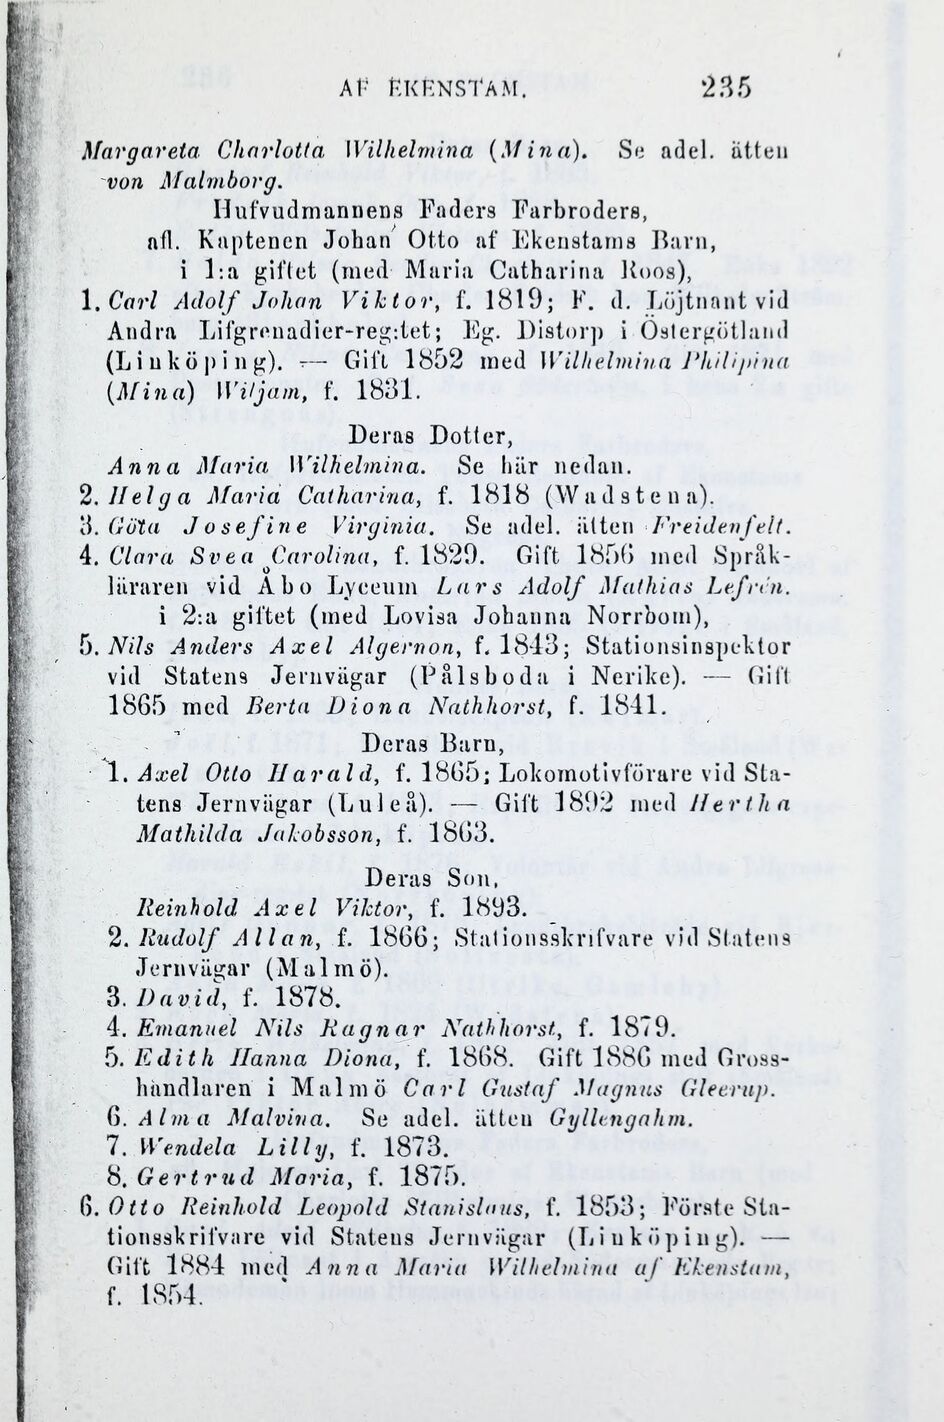 AF EKENSTAM. 235
Margareta Charlotta Wilhelmina (Mina). Se adel. ätten
von Malmborg.
Hufvudmannens Faders Farbroders,
afl. Kaptenen Johan Otto af Ekenstams Barn,
i 1:a giftet (med Maria Catharina Roos),
1. Carl Adolf Johan Viktor, f. 1819; F. d. Löjtnant vid
Andra Lifgrenadier-reg:tet; Eg. Distorp i Östergötland
(Linköping). — Gift 1852 med Wilhelmina Philipina
(Mina) Wiljam, f. 1831.
Deras Dotter,
Anna Maria Wilhelmina. Se här nedan.
2. Helga Maria Catharina, f. 1818 (Wadstena).
3. Göta Josefine Virginia. Se adel. ätten Freidenfelt.
4. Clara Svea Carolina, f. 1829. Gift 1856 med Språk-
läraren vid Åbo Lyceum Lars Adolf Mathias Lefrén.
i 2:a giftet (med Lovisa Johanna Norrbom),
5. Nils Anders Axel Algernon, f. 1843; Stationsinspektor
vid Statens Jernvägar (Pålsboda i Nerike). — Gift
1865 med Berta Diona Nathhorst, f. 1841.
Deras Barn,
1. Axel Otto Harald, f. 1865; Lokomotivförare vid Sta-
tens Jernvägar (Luleå). — Gift 1892 med Hertha
Mathilda Jakobsson, f. 1863.
Deras Son,
Reinhold Axel Viktor, f. 1893.
2. Rudolf Allan, f. 1866; Stationsskrifvare vid Statens
Jernvägar (Malmö).
3. David, f. 1878.
4. Emanuel Nils Ragnar Nathhorst, f. 1879.
5. Edith Hanna Diona, f. 1868. Gift 1886 med Gross-
handlaren i Malmö Carl Gustaf Magnus Gleerup.
6. Alma Malvina. Se adel. ätten Gyllengahm.
7. Wendela Lilly, f. 1873.
8. Gertrud Maria, f. 1875.
6. Otto Reinhold Leopold Stanislaus, f. 1853; Förste Sta-
tionsskrifvare vid Statens Jernvägar (Linköping). —
Gift 1884 med Anna Maria Wilhelmina af Ekenstam,
f. 1854.